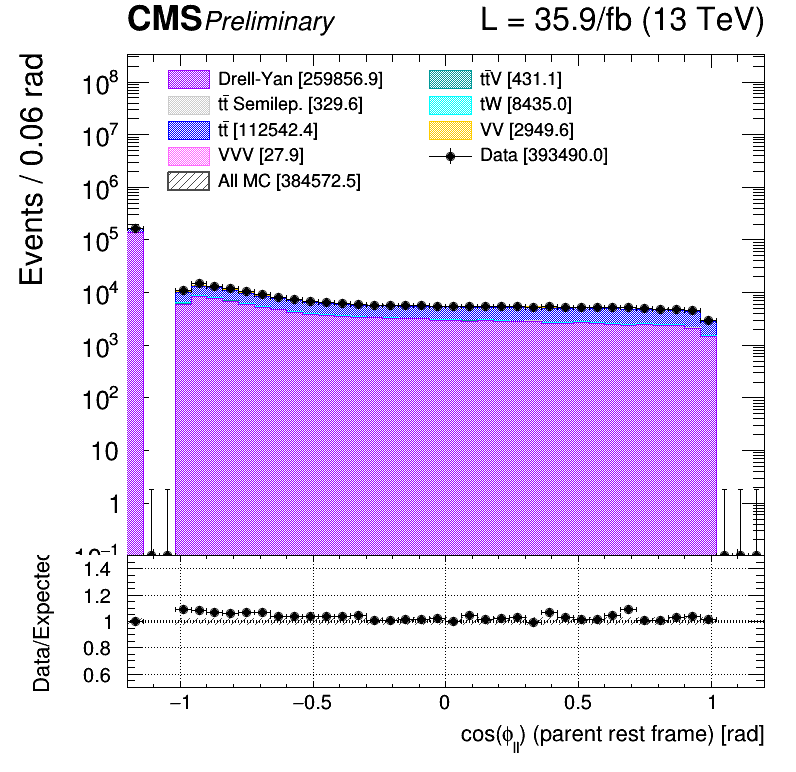 CMS Preliminary L = 35.9/fb (13 TeV)
Events / 0.06 rad
Drell-Yan [259856.9]
tt̄ Semilep. [329.6]
tt̄ [112542.4]
VVV [27.9]
All MC [384572.5]
tt̄V [431.1]
tW [8435.0]
VV [2949.6]
Data [393490.0]
10⁸
10⁷
10⁶
10⁵
10⁴
10³
10²
10
1
10⁻¹
Data/Expected
1.4
1.2
1
0.8
0.6
−1 −0.5 0 0.5 1
cos(ϕ_ll) (parent rest frame) [rad]